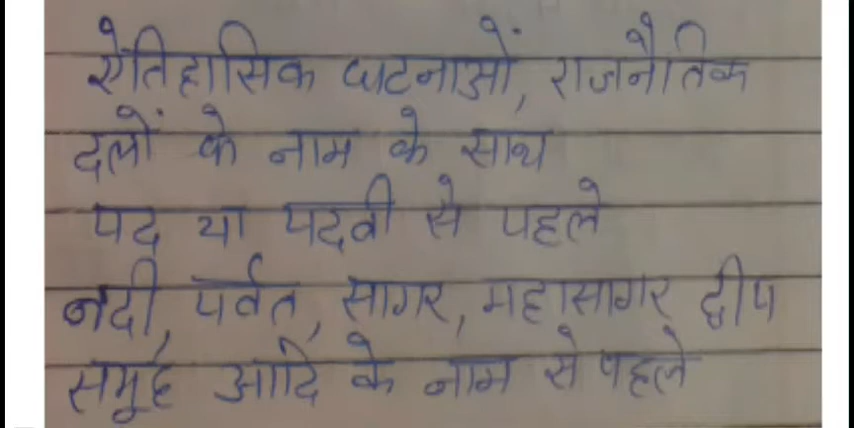 ऐतिहासिक घटनाओं, राजनैतिक
दलों के नाम के साथ
पद या पदवी से पहले
नदी, पर्वत, सागर, महासागर द्वीप
समुह आदि के नाम से पहले